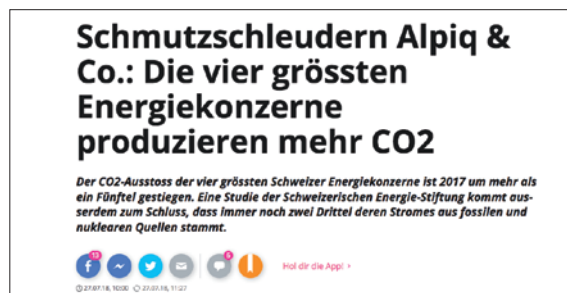 Schmutzschleudern Alpiq &
Co.: Die vier grössten
Energiekonzerne
produzieren mehr CO2
Der CO2-Ausstoss der vier grössten Schweizer Energiekonzerne ist 2017 um mehr als
ein Fünftel gestiegen. Eine Studie der Schweizerischen Energie-Stiftung kommt aus-
serdem zum Schluss, dass immer noch zwei Drittel deren Stromes aus fossilen und
nuklearen Quellen stammt.
13 6 Hol dir die App!
27.07.18, 10:00 27.07.18, 11:27